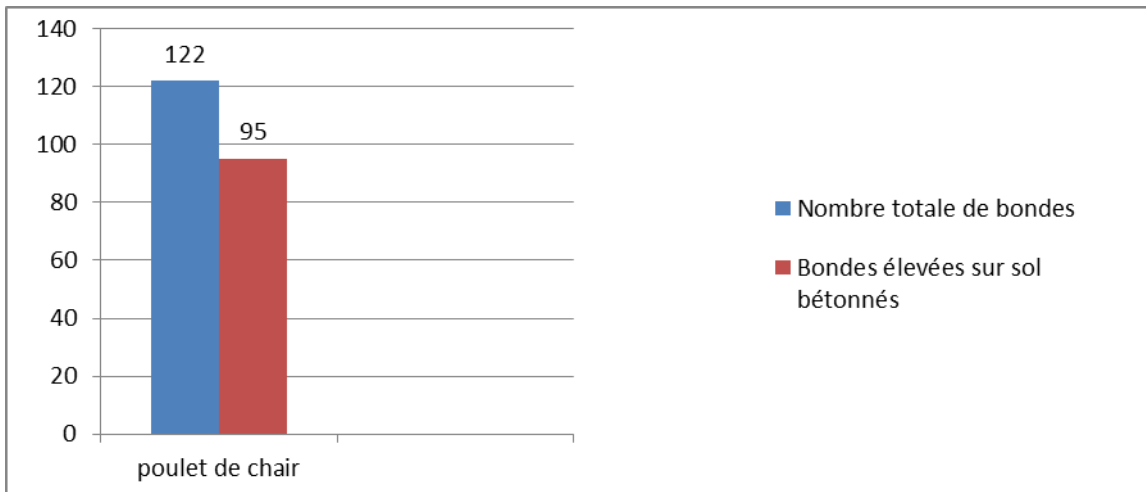 140
120
100
80
60
40
20
0
122
95
poulet de chair
Nombre totale de bondes
Bondes élevées sur sol
bétonnés